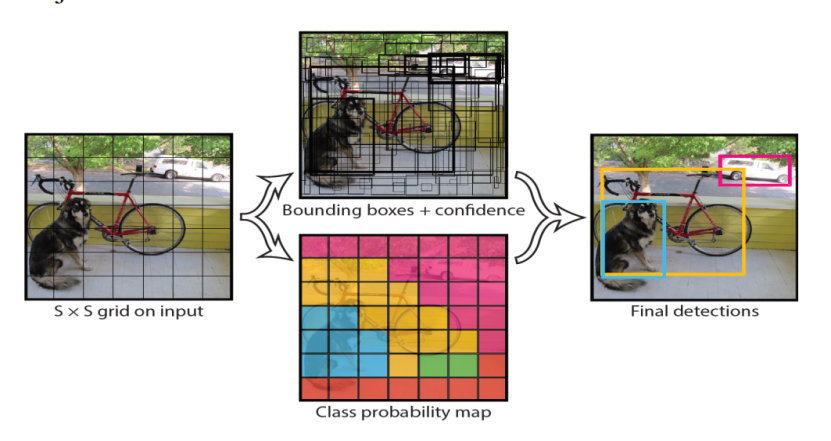 Bounding boxes + confidence
S × S grid on input
Final detections
Class probability map